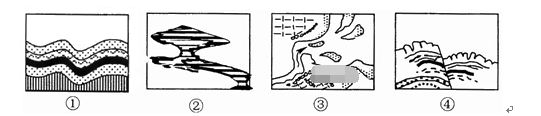 ① ② ③ ④